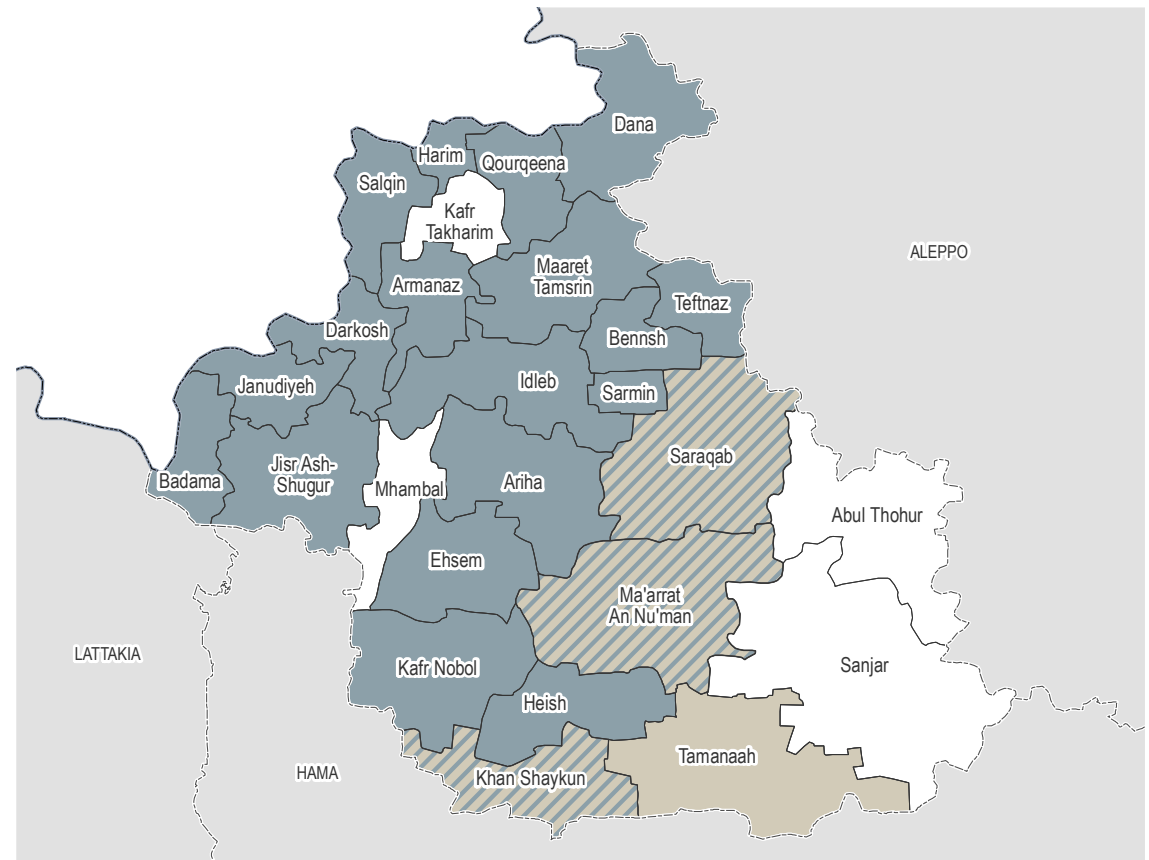 Dana
Harim
Qourqeena
Salqin
Kafr
Takharim
ALEPPO
Maaret
Tamsrin
Armanaz
Teftnaz
Darkosh
Bennsh
Janudiyeh
Idleb
Sarmin
Saraqab
Jisr Ash-
Shugur
Badama
Mhambal
Ariha
Abul Thohur
Ehsem
Ma'arrat
An Nu'man
LATTAKIA
Kafr Nobol
Sanjar
Heish
Tamanaah
HAMA
Khan Shaykun